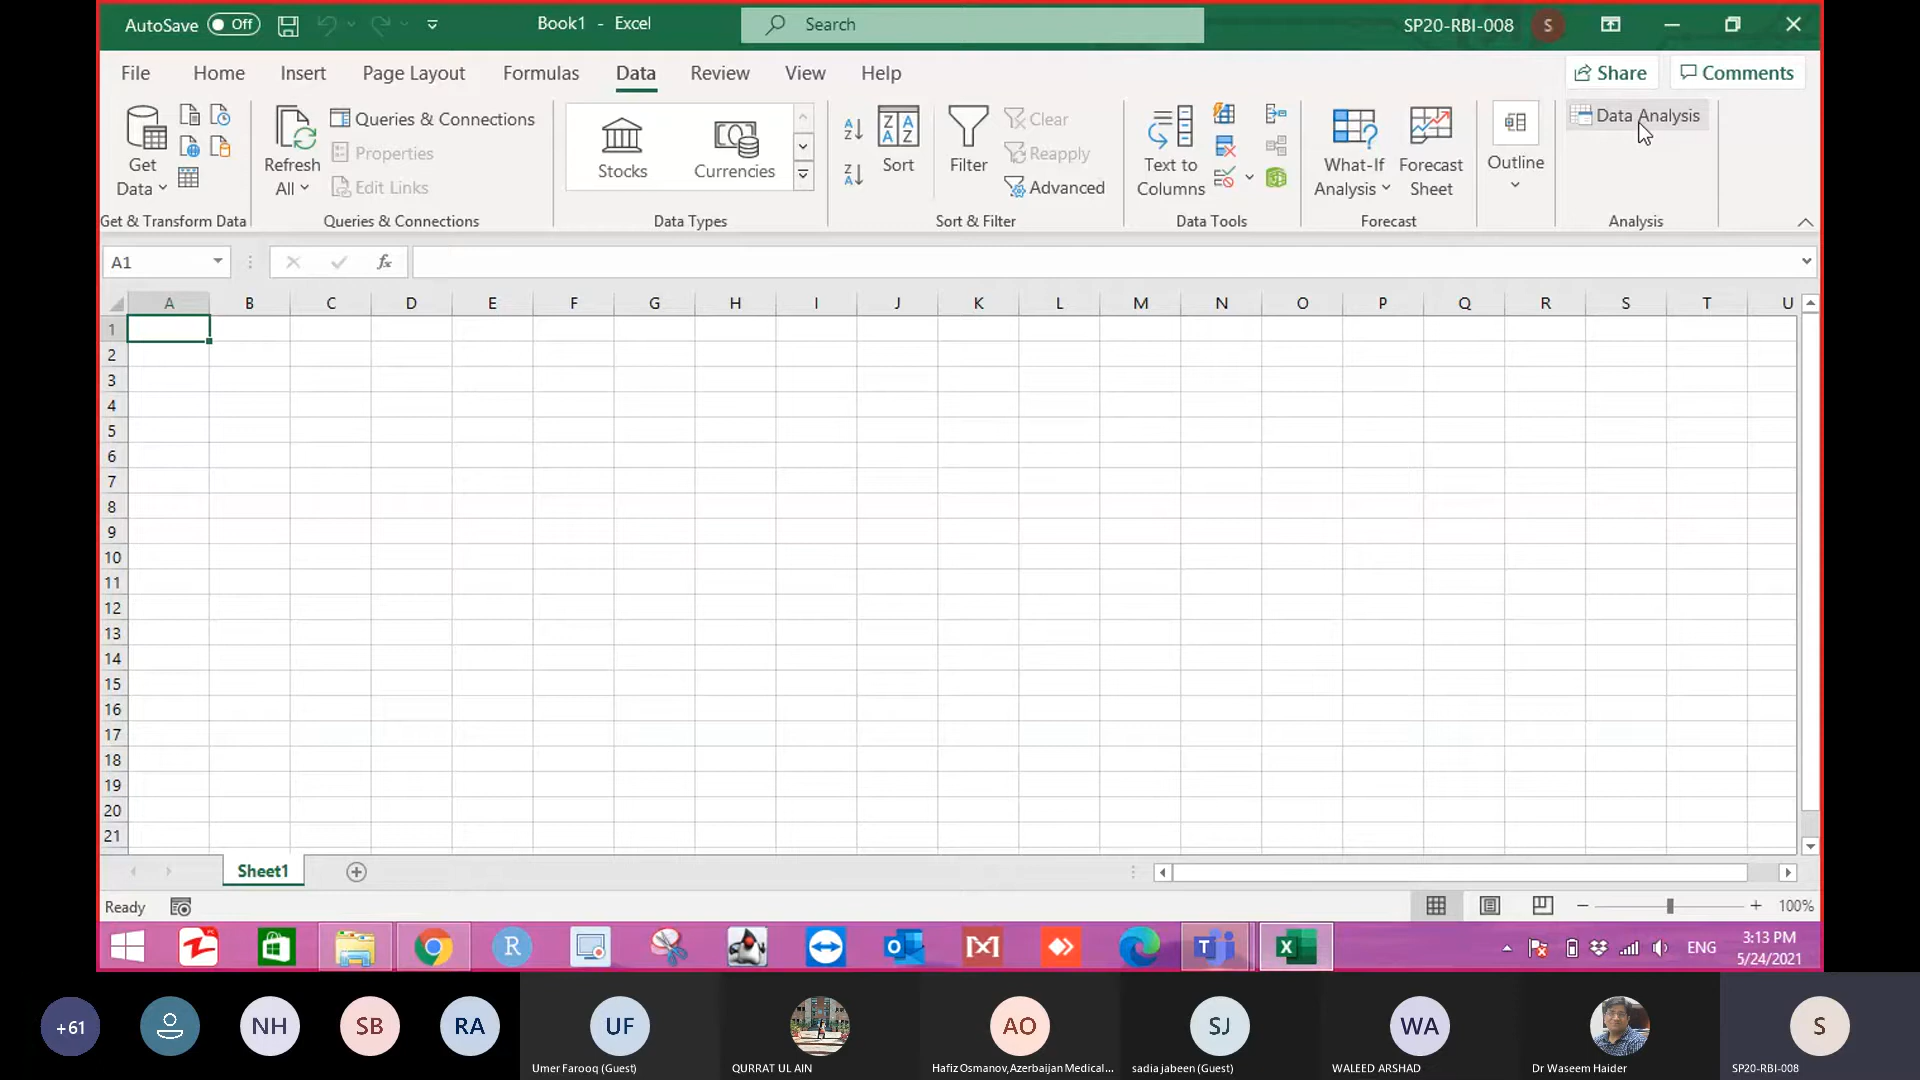 AutoSave Off
Book1 - Excel
Search
SP20-RBI-008 S
File Home Insert Page Layout Formulas Data Review View Help
Share Comments
Get Data
Refresh All
Queries & Connections
Properties
Edit Links
Stocks
Currencies
Sort
Filter
Clear
Reapply
Advanced
Text to Columns
What-If Analysis
Forecast Sheet
Outline
Data Analysis
Get & Transform Data
Queries & Connections
Data Types
Sort & Filter
Data Tools
Forecast
Analysis
A1
fx
A B C D E F G H I J K L M N O P Q R S T U
1
2
3
4
5
6
7
8
9
10
11
12
13
14
15
16
17
18
19
20
21
Sheet1
Ready
100%
ENG
3:13 PM
5/24/2021
+61 NH SB RA UF AO SJ WA S
Umer Farooq (Guest)
QURRAT UL AIN
Hafiz Osmanov,Azerbaijan Medical...
sadia jabeen (Guest)
WALEED ARSHAD
Dr Waseem Haider
SP20-RBI-008